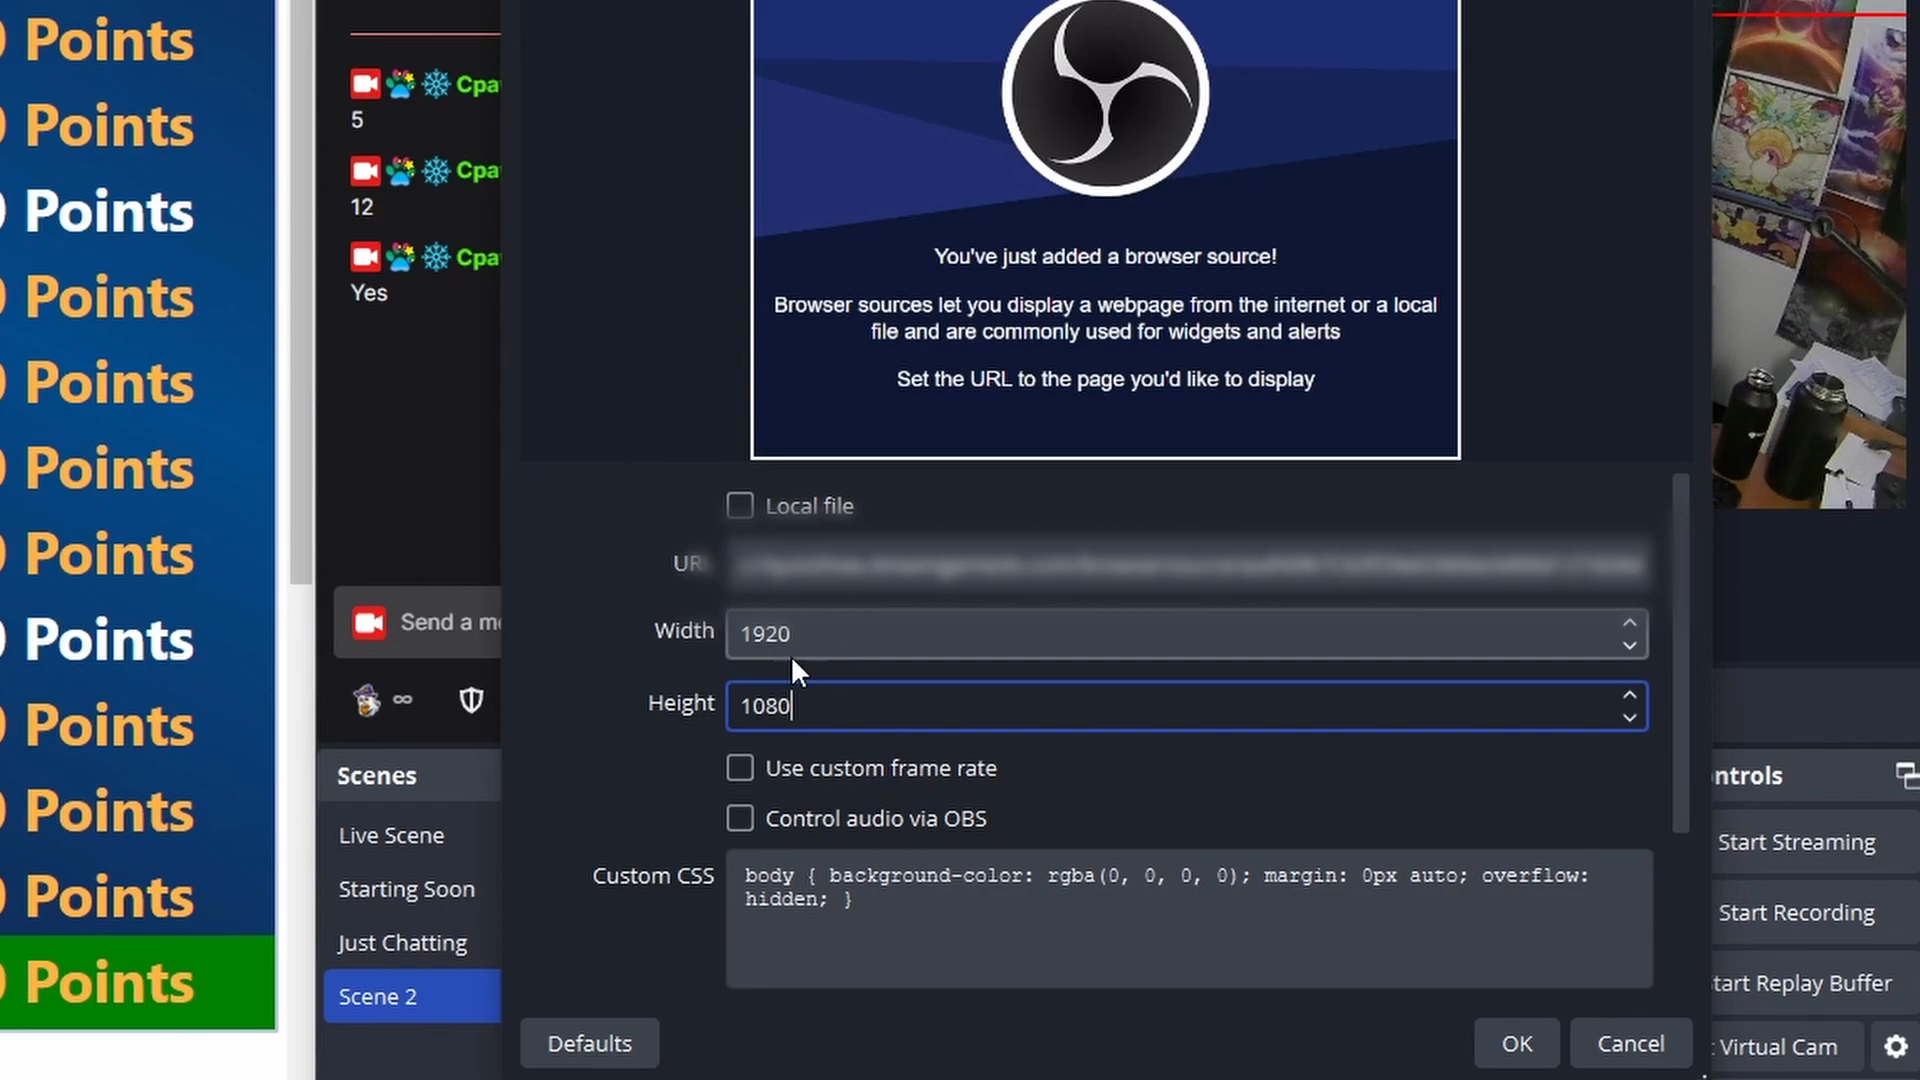 Points
Points
Points
Points
Points
Points
Points
Points
Points
Points
Points
Points
Cpa
5
Cpa
12
Cpa
Yes
Send a m
∞
Scenes
Live Scene
Starting Soon
Just Chatting
Scene 2
You've just added a browser source!
Browser sources let you display a webpage from the internet or a local
file and are commonly used for widgets and alerts
Set the URL to the page you'd like to display
Local file
URL
Width
1920
Height
1080
Use custom frame rate
Control audio via OBS
Custom CSS
body { background-color: rgba(0, 0, 0, 0); margin: 0px auto; overflow:
hidden; }
Defaults
OK
Cancel
ntrols
Start Streaming
Start Recording
tart Replay Buffer
Virtual Cam